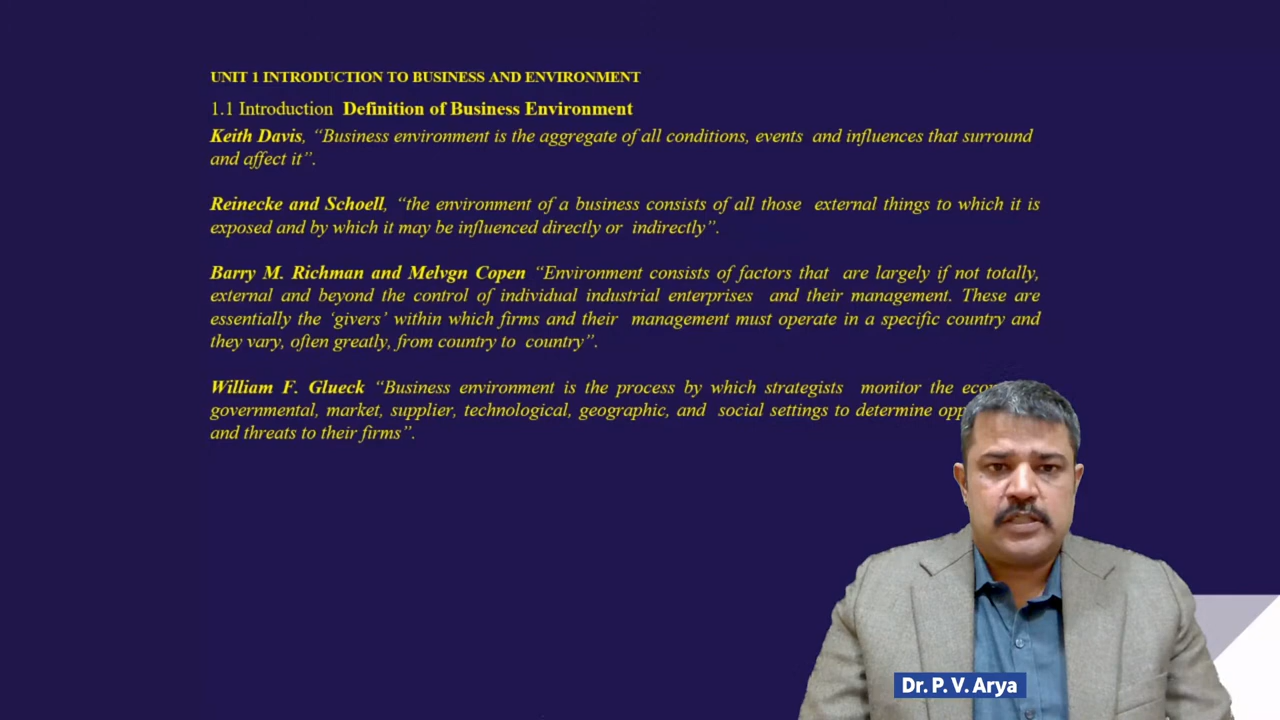 UNIT 1 INTRODUCTION TO BUSINESS AND ENVIRONMENT
1.1 Introduction Definition of Business Environment
Keith Davis, “Business environment is the aggregate of all conditions, events and influences that surround
and affect it”.
Reinecke and Schoell, “the environment of a business consists of all those external things to which it is
exposed and by which it may be influenced directly or indirectly”.
Barry M. Richman and Melvgn Copen “Environment consists of factors that are largely if not totally,
external and beyond the control of individual industrial enterprises and their management. These are
essentially the ‘givers’ within which firms and their management must operate in a specific country and
they vary, often greatly, from country to country”.
William F. Glueck “Business environment is the process by which strategists monitor the
governmental, market, supplier, technological, geographic, and social settings to determine
and threats to their firms”.
Dr. P. V. Arya